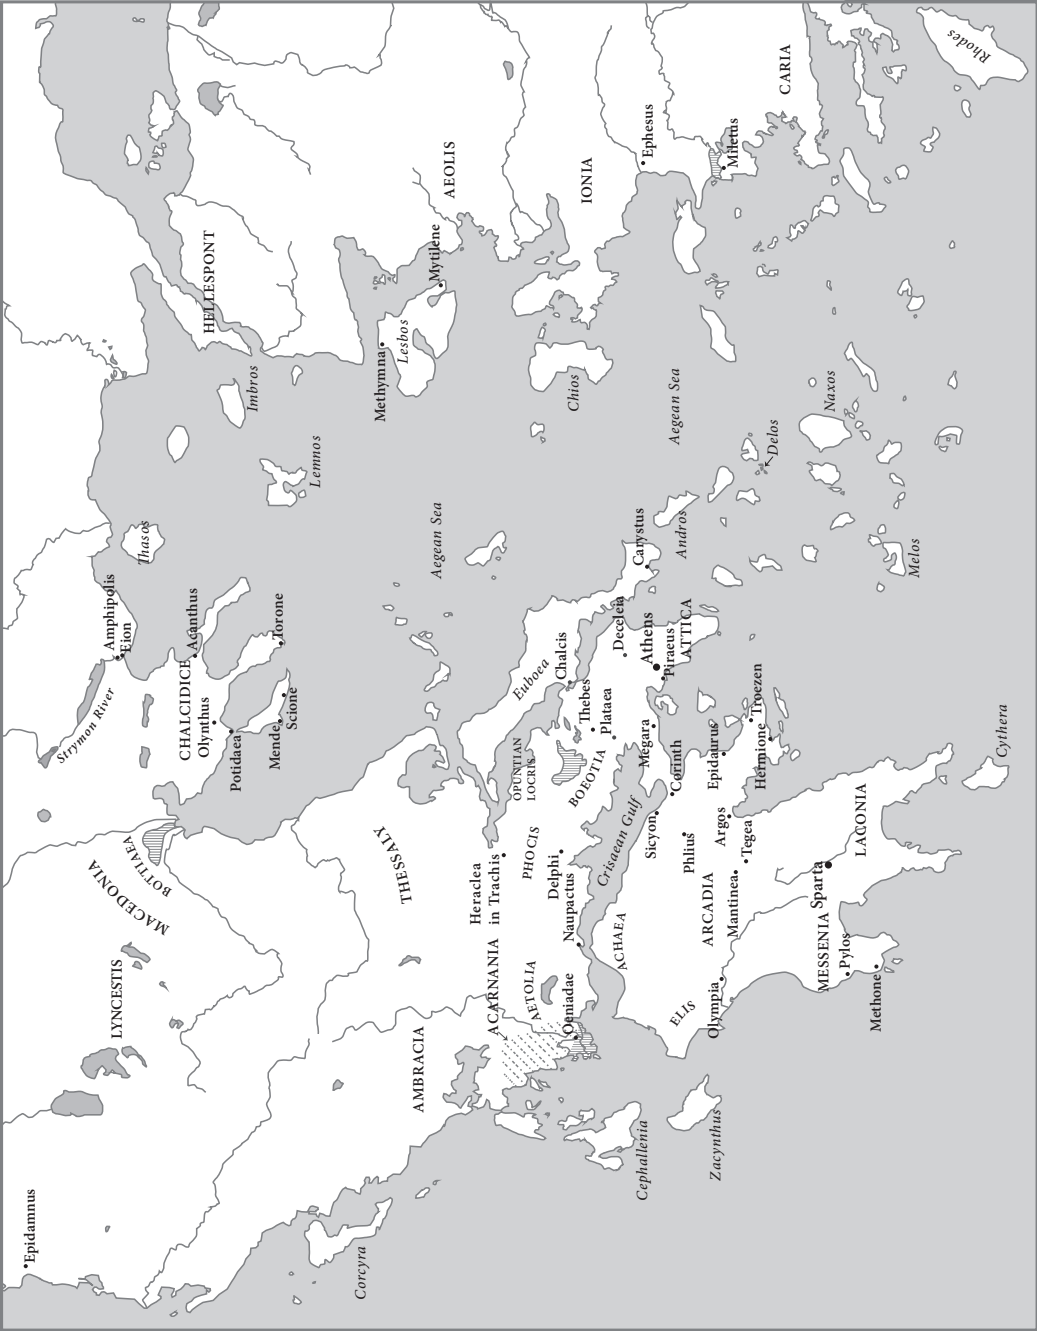 Epidamnus
LYNCESTIS
MACEDONIA
BOTTIAEA
Strymon River
Amphipolis
Eion
CHALCIDICE
Olynthus
Acanthus
Potidaea
Mende
Scione
Torone
Thasos
HELLESPONT
Imbros
Lemnos
Corcyra
AMBRACIA
THESSALY
Aegean Sea
Methymna
Lesbos
Mytilene
AEOLIS
ACARNANIA
Heraclea
in Trachis
AETOLIA
PHOCIS
OPUNTIAN
LOCRIS
Euboea
Oeniadae
Naupactus
Delphi
Chalcis
Thebes
Plataea
BOEOTIA
Chios
IONIA
Cephallenia
ACHAEA
Crisaean Gulf
Sicyon
Megara
Corinth
Deceleia
Athens
Piraeus
ATTICA
Carystus
Andros
Aegean Sea
Ephesus
Zacynthus
ELIS
Olympia
ARCADIA
Mantinea
Phlius
Argos
Tegea
Epidaurus
Hermione
Troezen
Delos
Miletus
CARIA
MESSENIA
Pylos
Methone
Sparta
LACONIA
Naxos
Melos
Cythera
Rhodes